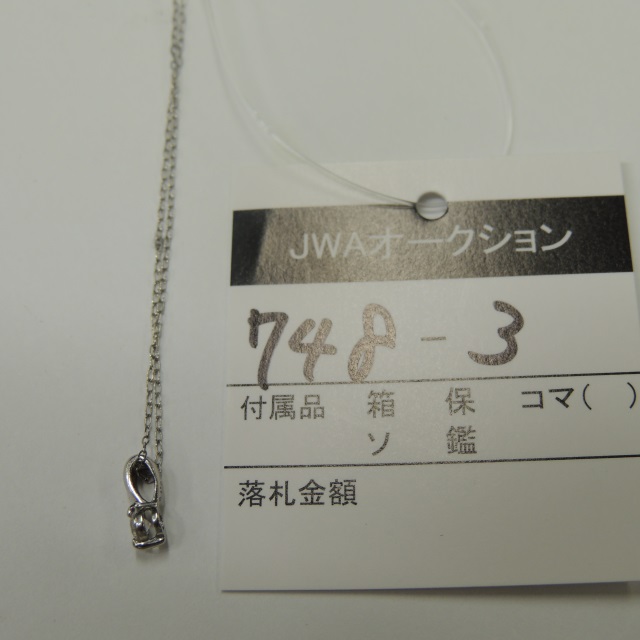 JWAオークション
748-3
付属品 箱 保 コマ( )
ソ 鑑
落札金額